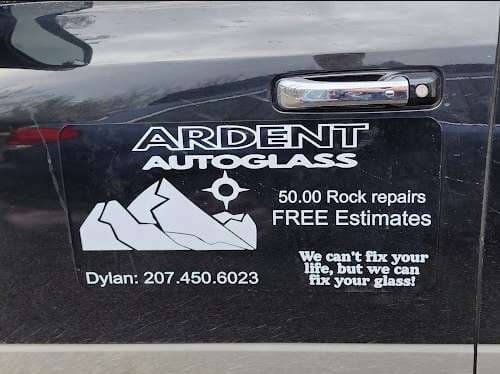 ARDENT
AUTOGLASS
50.00 Rock repairs
FREE Estimates
We can't fix your
life, but we can
fix your glass!
Dylan: 207.450.6023